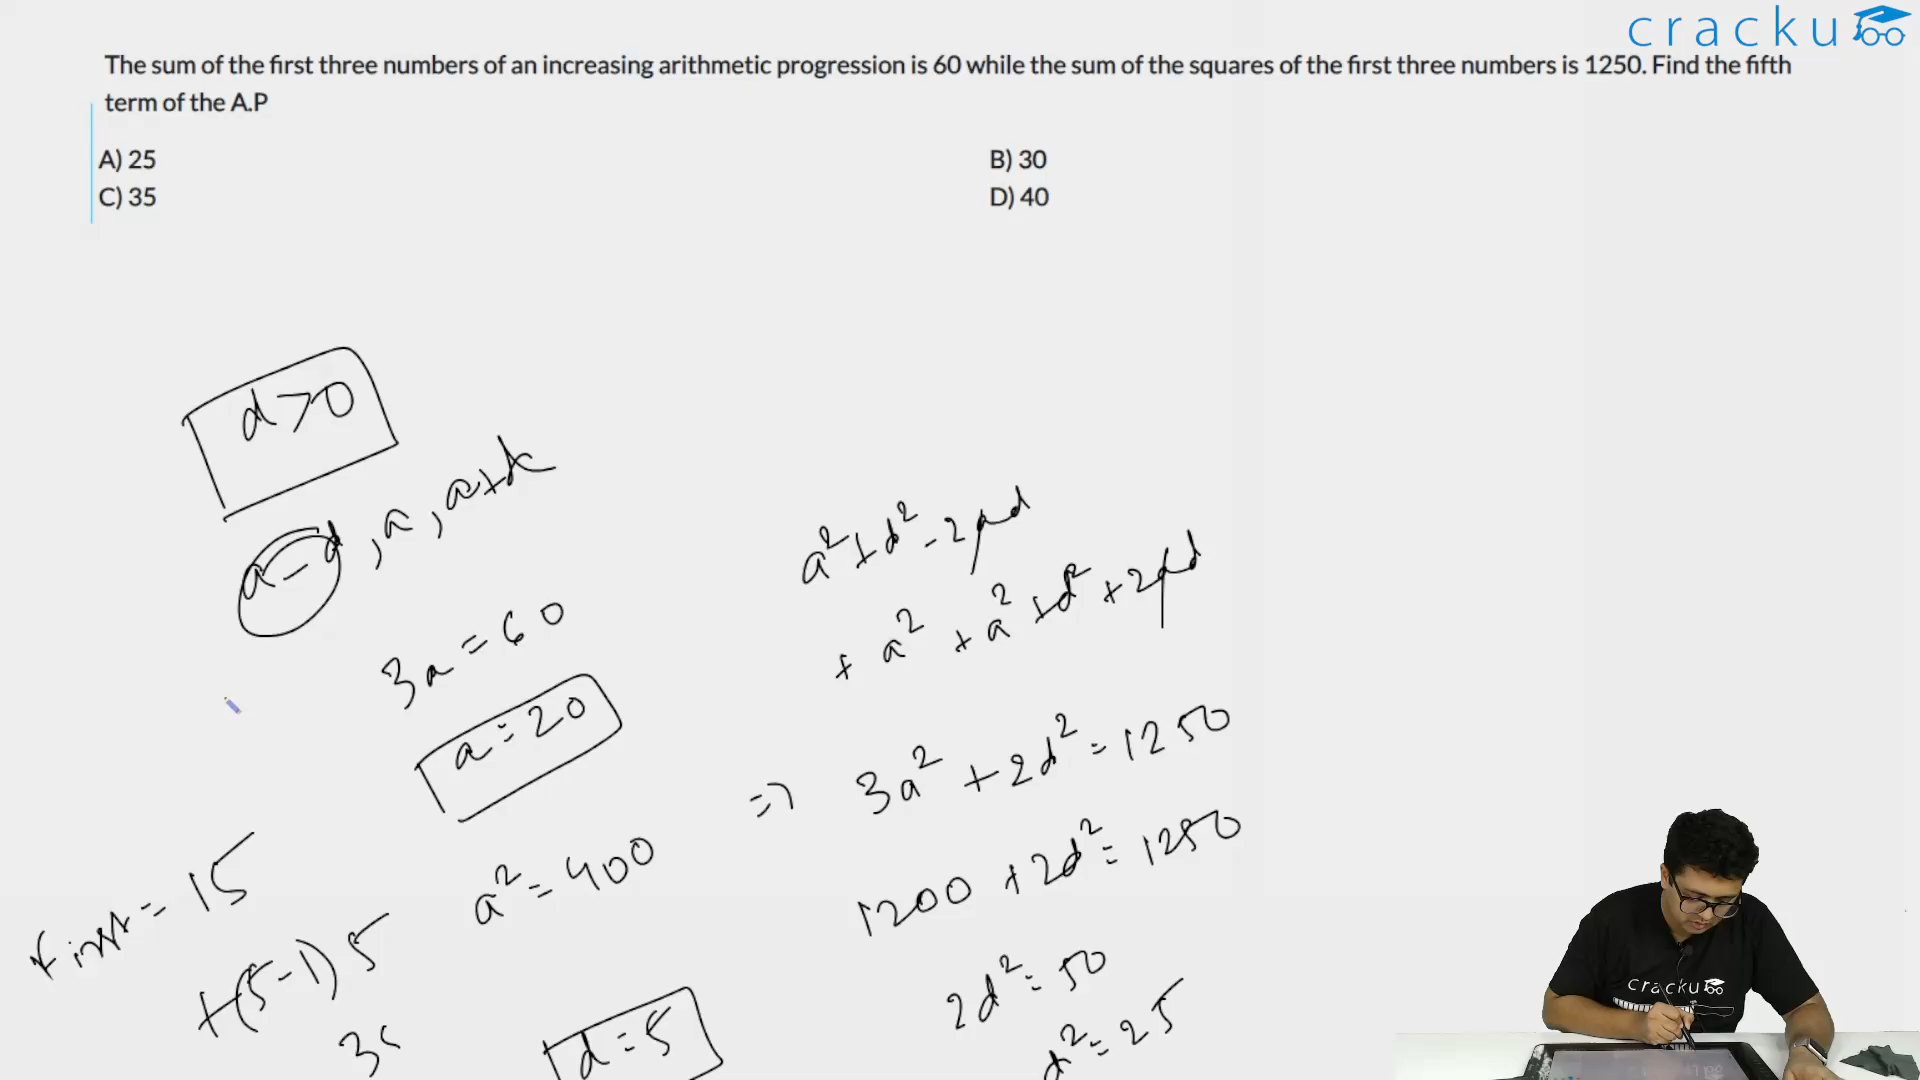 cracku
The sum of the first three numbers of an increasing arithmetic progression is 60 while the sum of the squares of the first three numbers is 1250. Find the fifth
term of the A.P
A) 25
B) 30
C) 35
D) 40
d>0
a-d, a, a+d
3a = 60
a = 20
a² = 400
a² + d² - 2ad
+ a² + a² + d² + 2ad
=> 3a² + 2d² = 1250
1200 + 2d² = 1250
2d² = 50
d² = 25
d = 5
first = 15
+(5-1)5
cracku